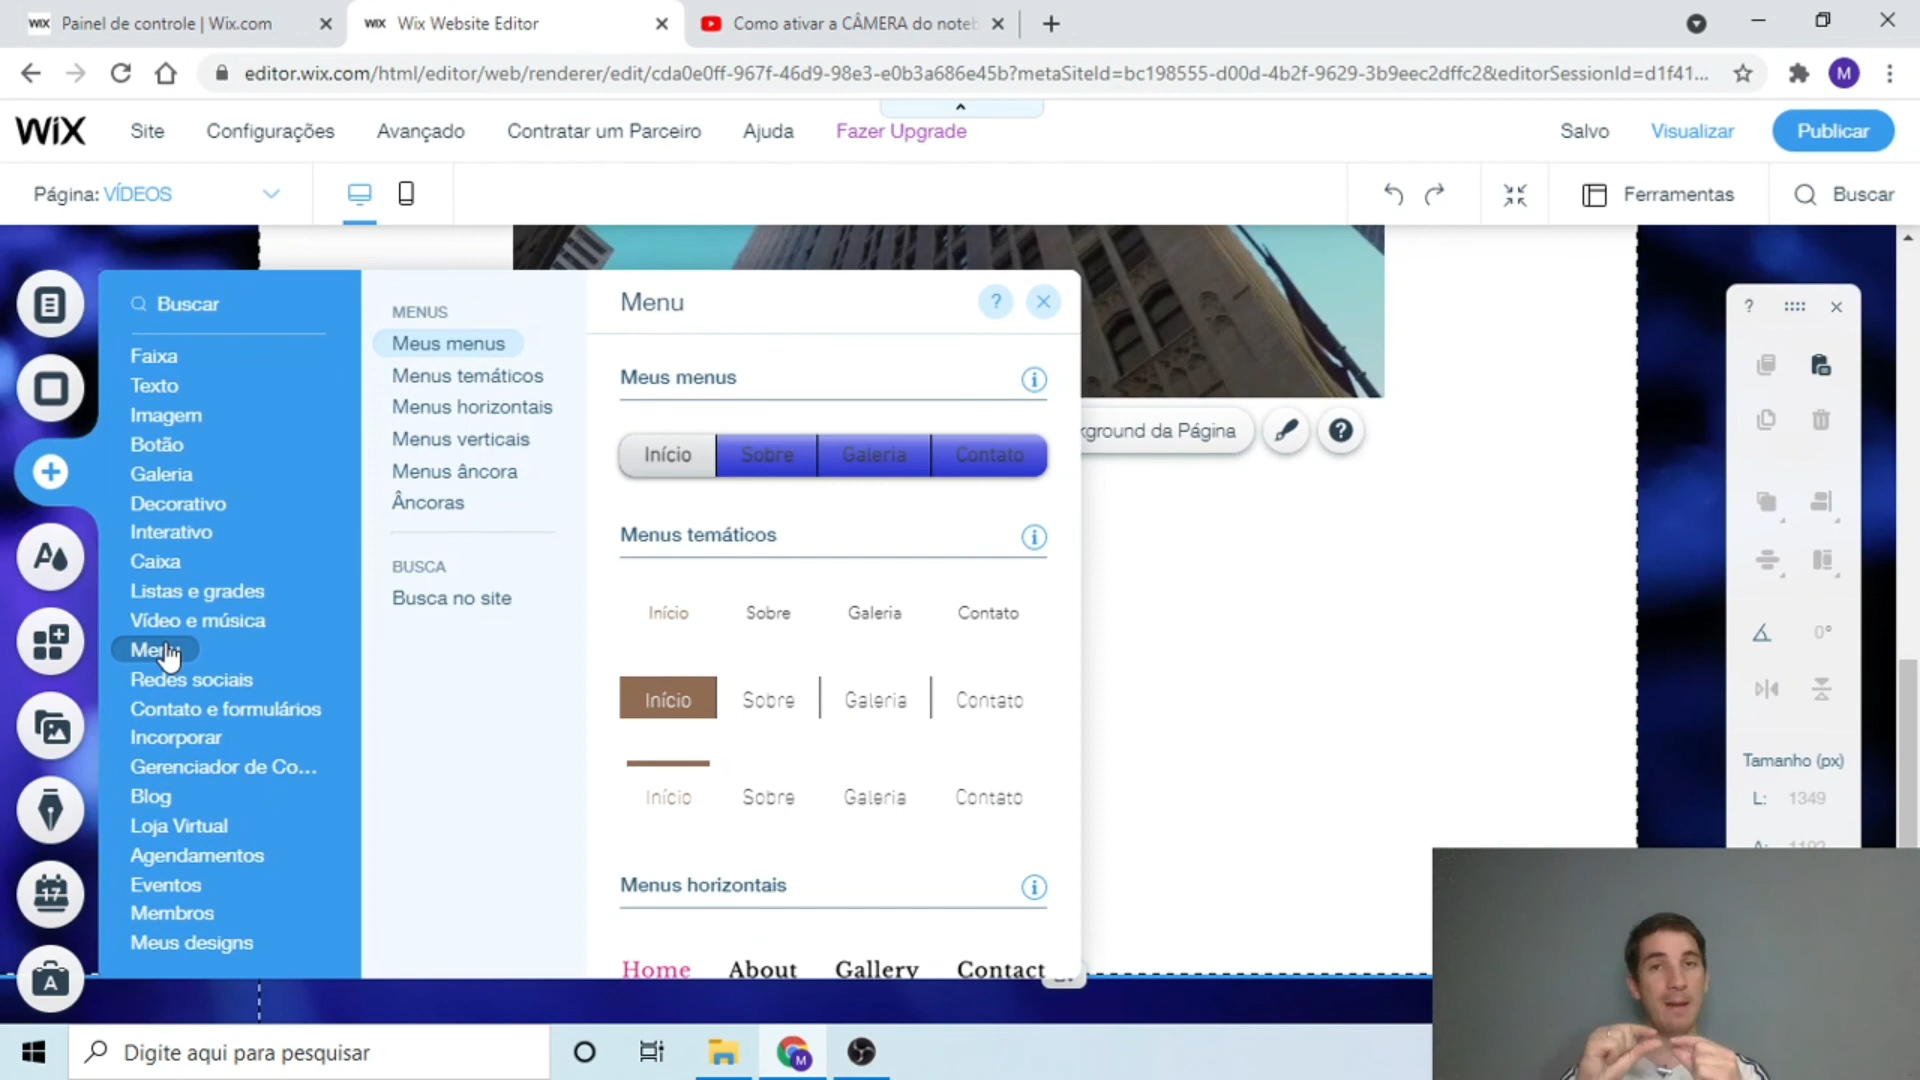 WIX Painel de controle | Wix.com
WIX Wix Website Editor
Como ativar a CÂMERA do note
editor.wix.com/html/editor/web/renderer/edit/cda0e0ff-967f-46d9-98e3-e0b3a686e45b?metaSiteId=bc198555-d00d-4b2f-9629-3b9eec2dffc2&editorSessionId=d1f41...
M
WiX Site Configurações Avançado Contratar um Parceiro Ajuda Fazer Upgrade Salvo Visualizar Publicar
Página: VÍDEOS
Ferramentas
Buscar
Buscar
Faixa
Texto
Imagem
Botão
Galeria
Decorativo
Interativo
Caixa
Listas e grades
Vídeo e música
Menu
Redes sociais
Contato e formulários
Incorporar
Gerenciador de Co...
Blog
Loja Virtual
Agendamentos
Eventos
Membros
Meus designs
17
A
MENUS
Meus menus
Menus temáticos
Menus horizontais
Menus verticais
Menus âncora
Âncoras
BUSCA
Busca no site
Menu
?
Meus menus
Início Sobre Galeria Contato
Menus temáticos
Início Sobre Galeria Contato
Início Sobre Galeria Contato
Início Sobre Galeria Contato
Menus horizontais
Home About Gallery Contact
kground da Página
?
?
0°
Tamanho (px)
L: 1349
Digite aqui para pesquisar
M